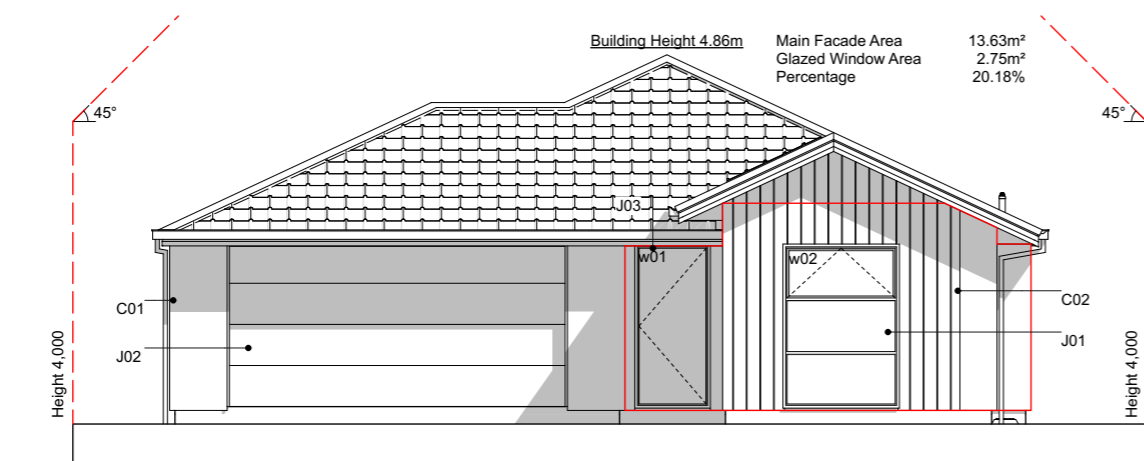 Building Height 4.86m
Main Facade Area 13.63m²
Glazed Window Area 2.75m²
Percentage 20.18%
45°
45°
J03
w01
w02
C01
C02
J02
J01
Height 4,000
Height 4,000